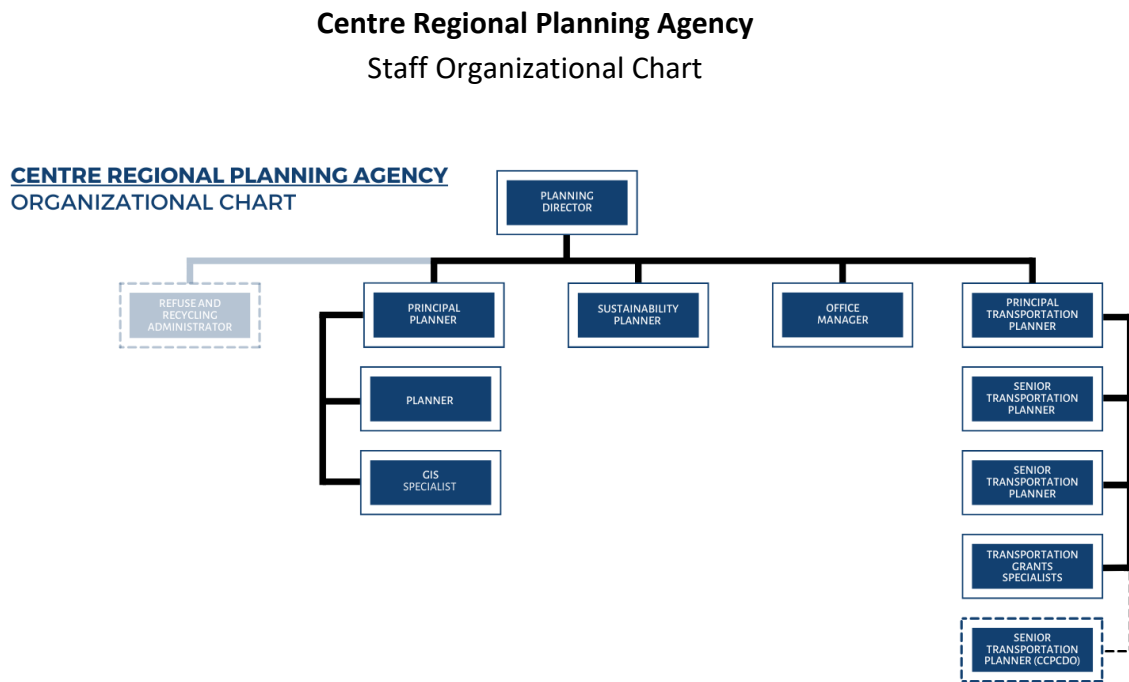 Centre Regional Planning Agency
Staff Organizational Chart
CENTRE REGIONAL PLANNING AGENCY
ORGANIZATIONAL CHART
PLANNING
DIRECTOR
REFUSE AND
RECYCLING
ADMINISTRATOR
PRINCIPAL
PLANNER
SUSTAINABILITY
PLANNER
OFFICE
MANAGER
PRINCIPAL
TRANSPORTATION
PLANNER
PLANNER
SENIOR
TRANSPORTATION
PLANNER
GIS
SPECIALIST
SENIOR
TRANSPORTATION
PLANNER
TRANSPORTATION
GRANTS
SPECIALISTS
SENIOR
TRANSPORTATION
PLANNER (CCPCDO)